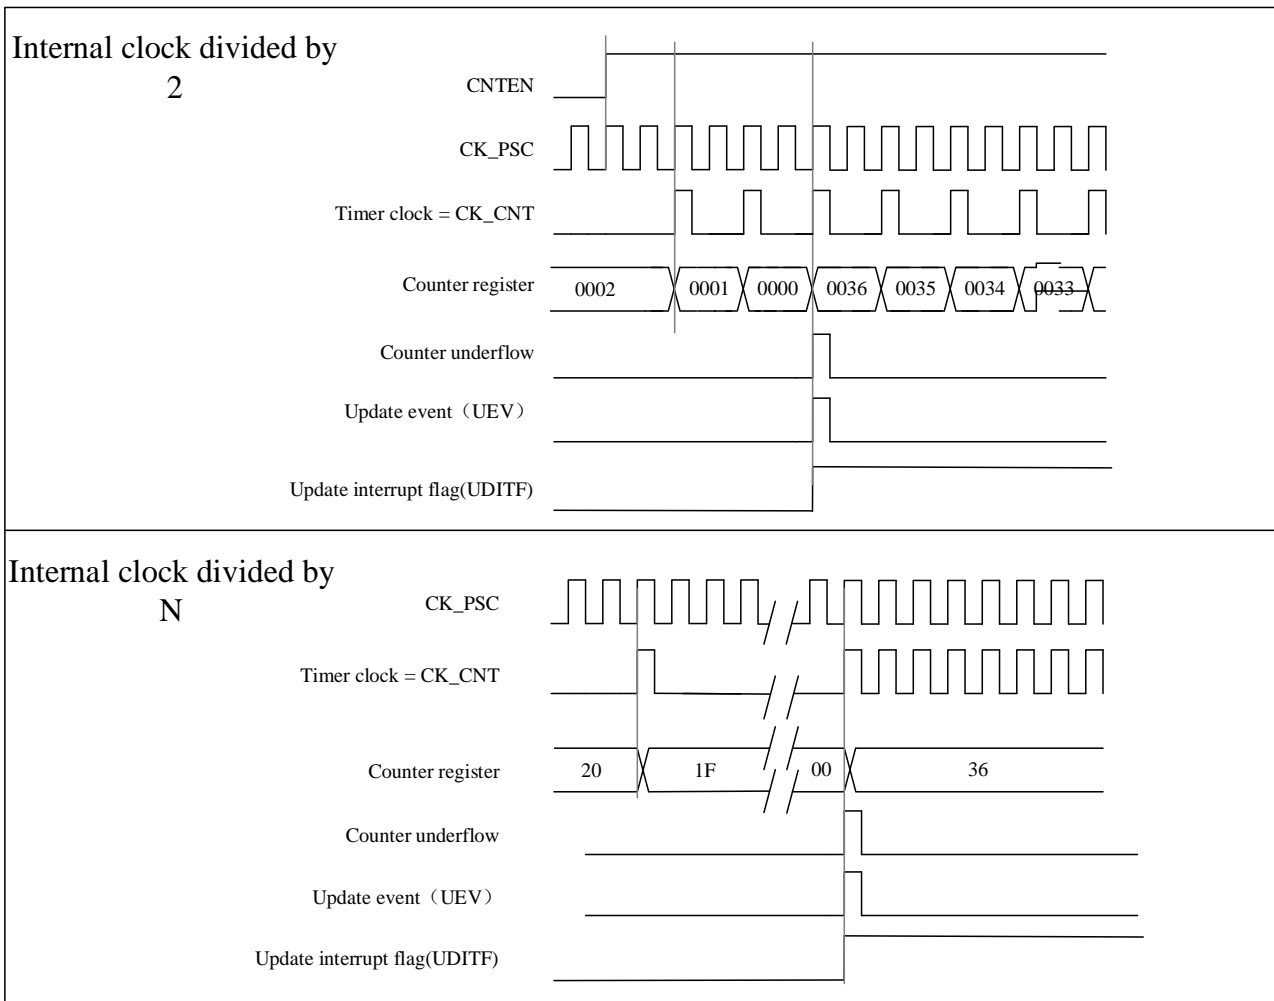 Internal clock divided by
2
CNTEN
CK_PSC
Timer clock = CK_CNT
Counter register
0002 0001 0000 0036 0035 0034 0033
Counter underflow
Update event（UEV）
Update interrupt flag(UDITF)
Internal clock divided by
N
CK_PSC
Timer clock = CK_CNT
Counter register
20 1F 00 36
Counter underflow
Update event（UEV）
Update interrupt flag(UDITF)